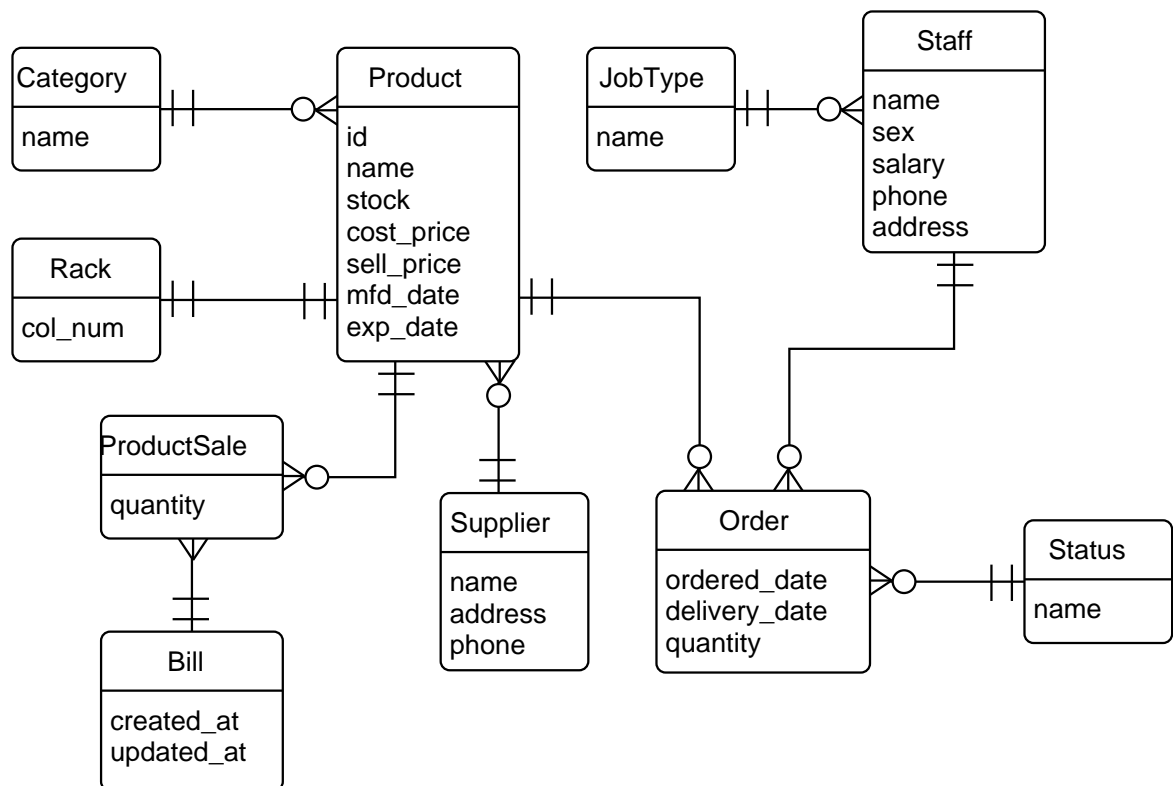 Category
name
Product
id
name
stock
cost_price
sell_price
mfd_date
exp_date
JobType
name
Staff
name
sex
salary
phone
address
Rack
col_num
ProductSale
quantity
Supplier
name
address
phone
Order
ordered_date
delivery_date
quantity
Status
name
Bill
created_at
updated_at